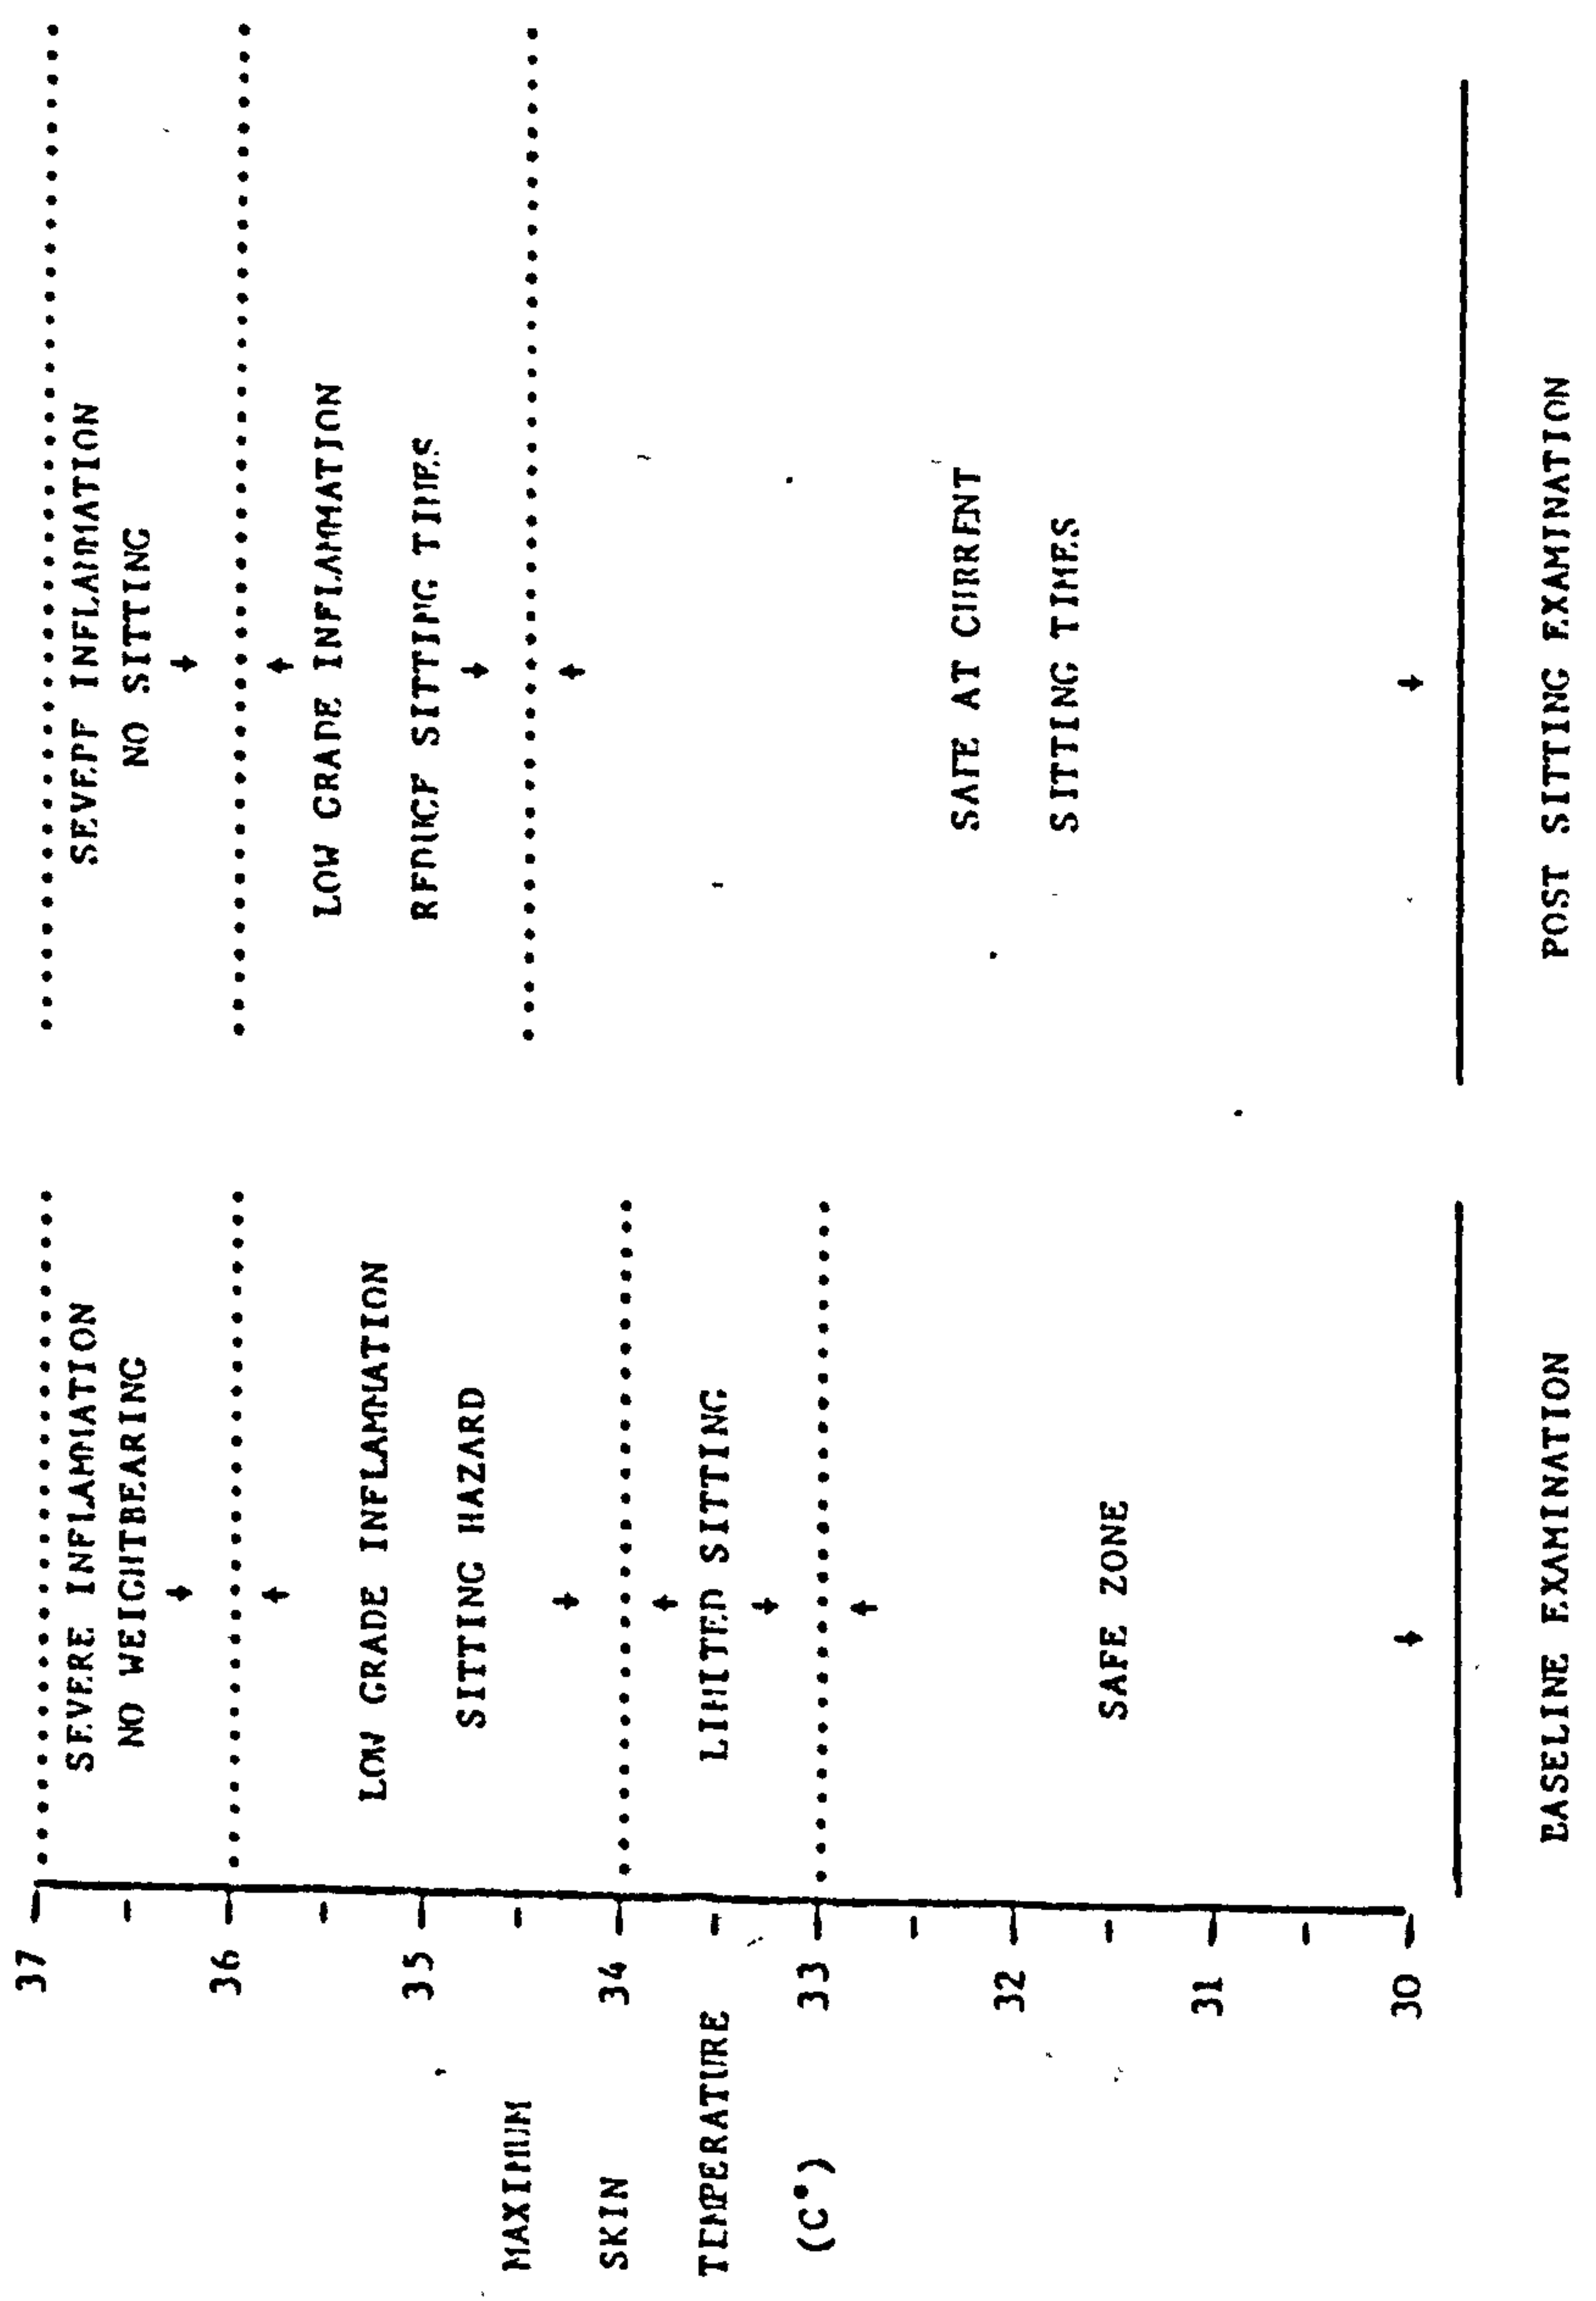 37
36
35
34
33
32
31
30
MAXIMUM
SKIN
TEMPERATURE
(C°)
SEVERE INFLAMMATION
NO WEIGHTBEARING
LOW GRADE INFLAMMATION
SITTING HAZARD
LIMITED SITTING
SAFE ZONE
BASELINE EXAMINATION
SEVERE INFLAMMATION
NO SITTING
LOW GRADE INFLAMMATION
REDUCE SITTING TIMES
SAFE AT CURRENT
SITTING TIMES
POST SITTING EXAMINATION